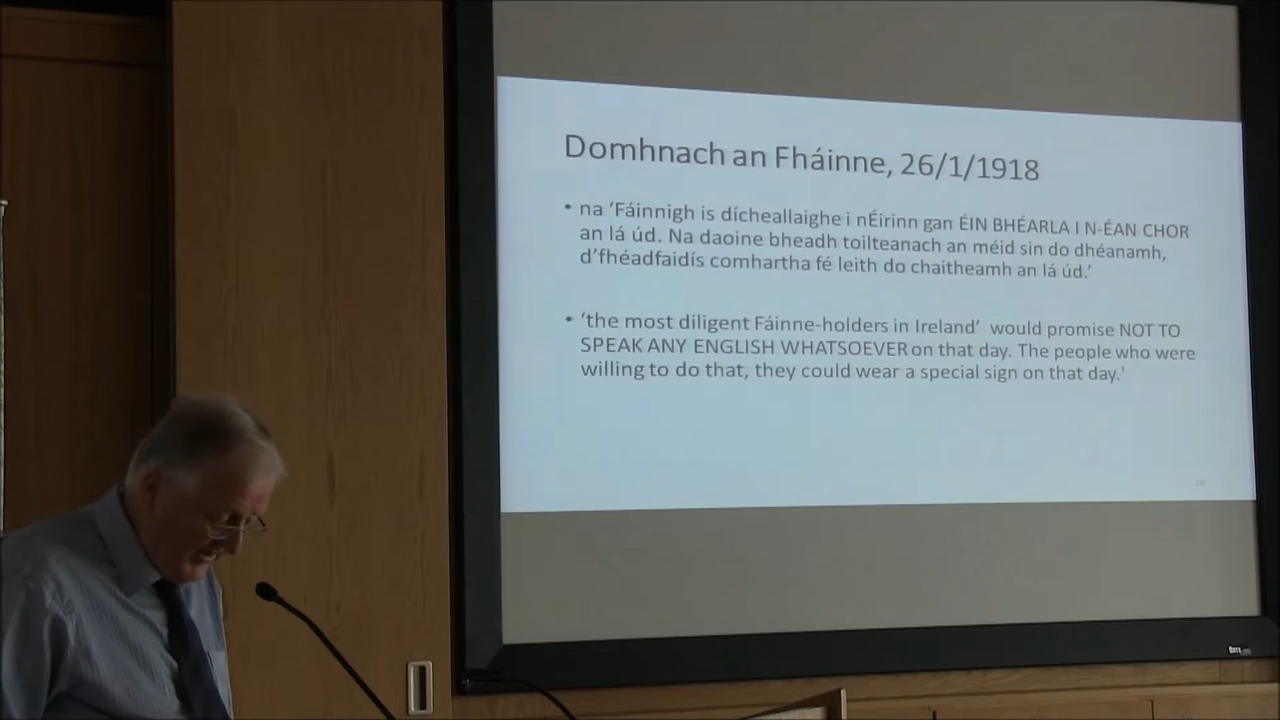 Domhnach an Fháinne, 26/1/1918
• na ‘Fáinnigh is dícheallaighe i nÉirinn gan ÉIN BHÉARLA I N-ÉAN CHOR
an lá úd. Na daoine bheadh toilteanach an méid sin do dhéanamh,
d’fhéadfaidís comhartha fé leith do chaitheamh an lá úd.’
• ‘the most diligent Fáinne-holders in Ireland’ would promise NOT TO
SPEAK ANY ENGLISH WHATSOEVER on that day. The people who were
willing to do that, they could wear a special sign on that day.'